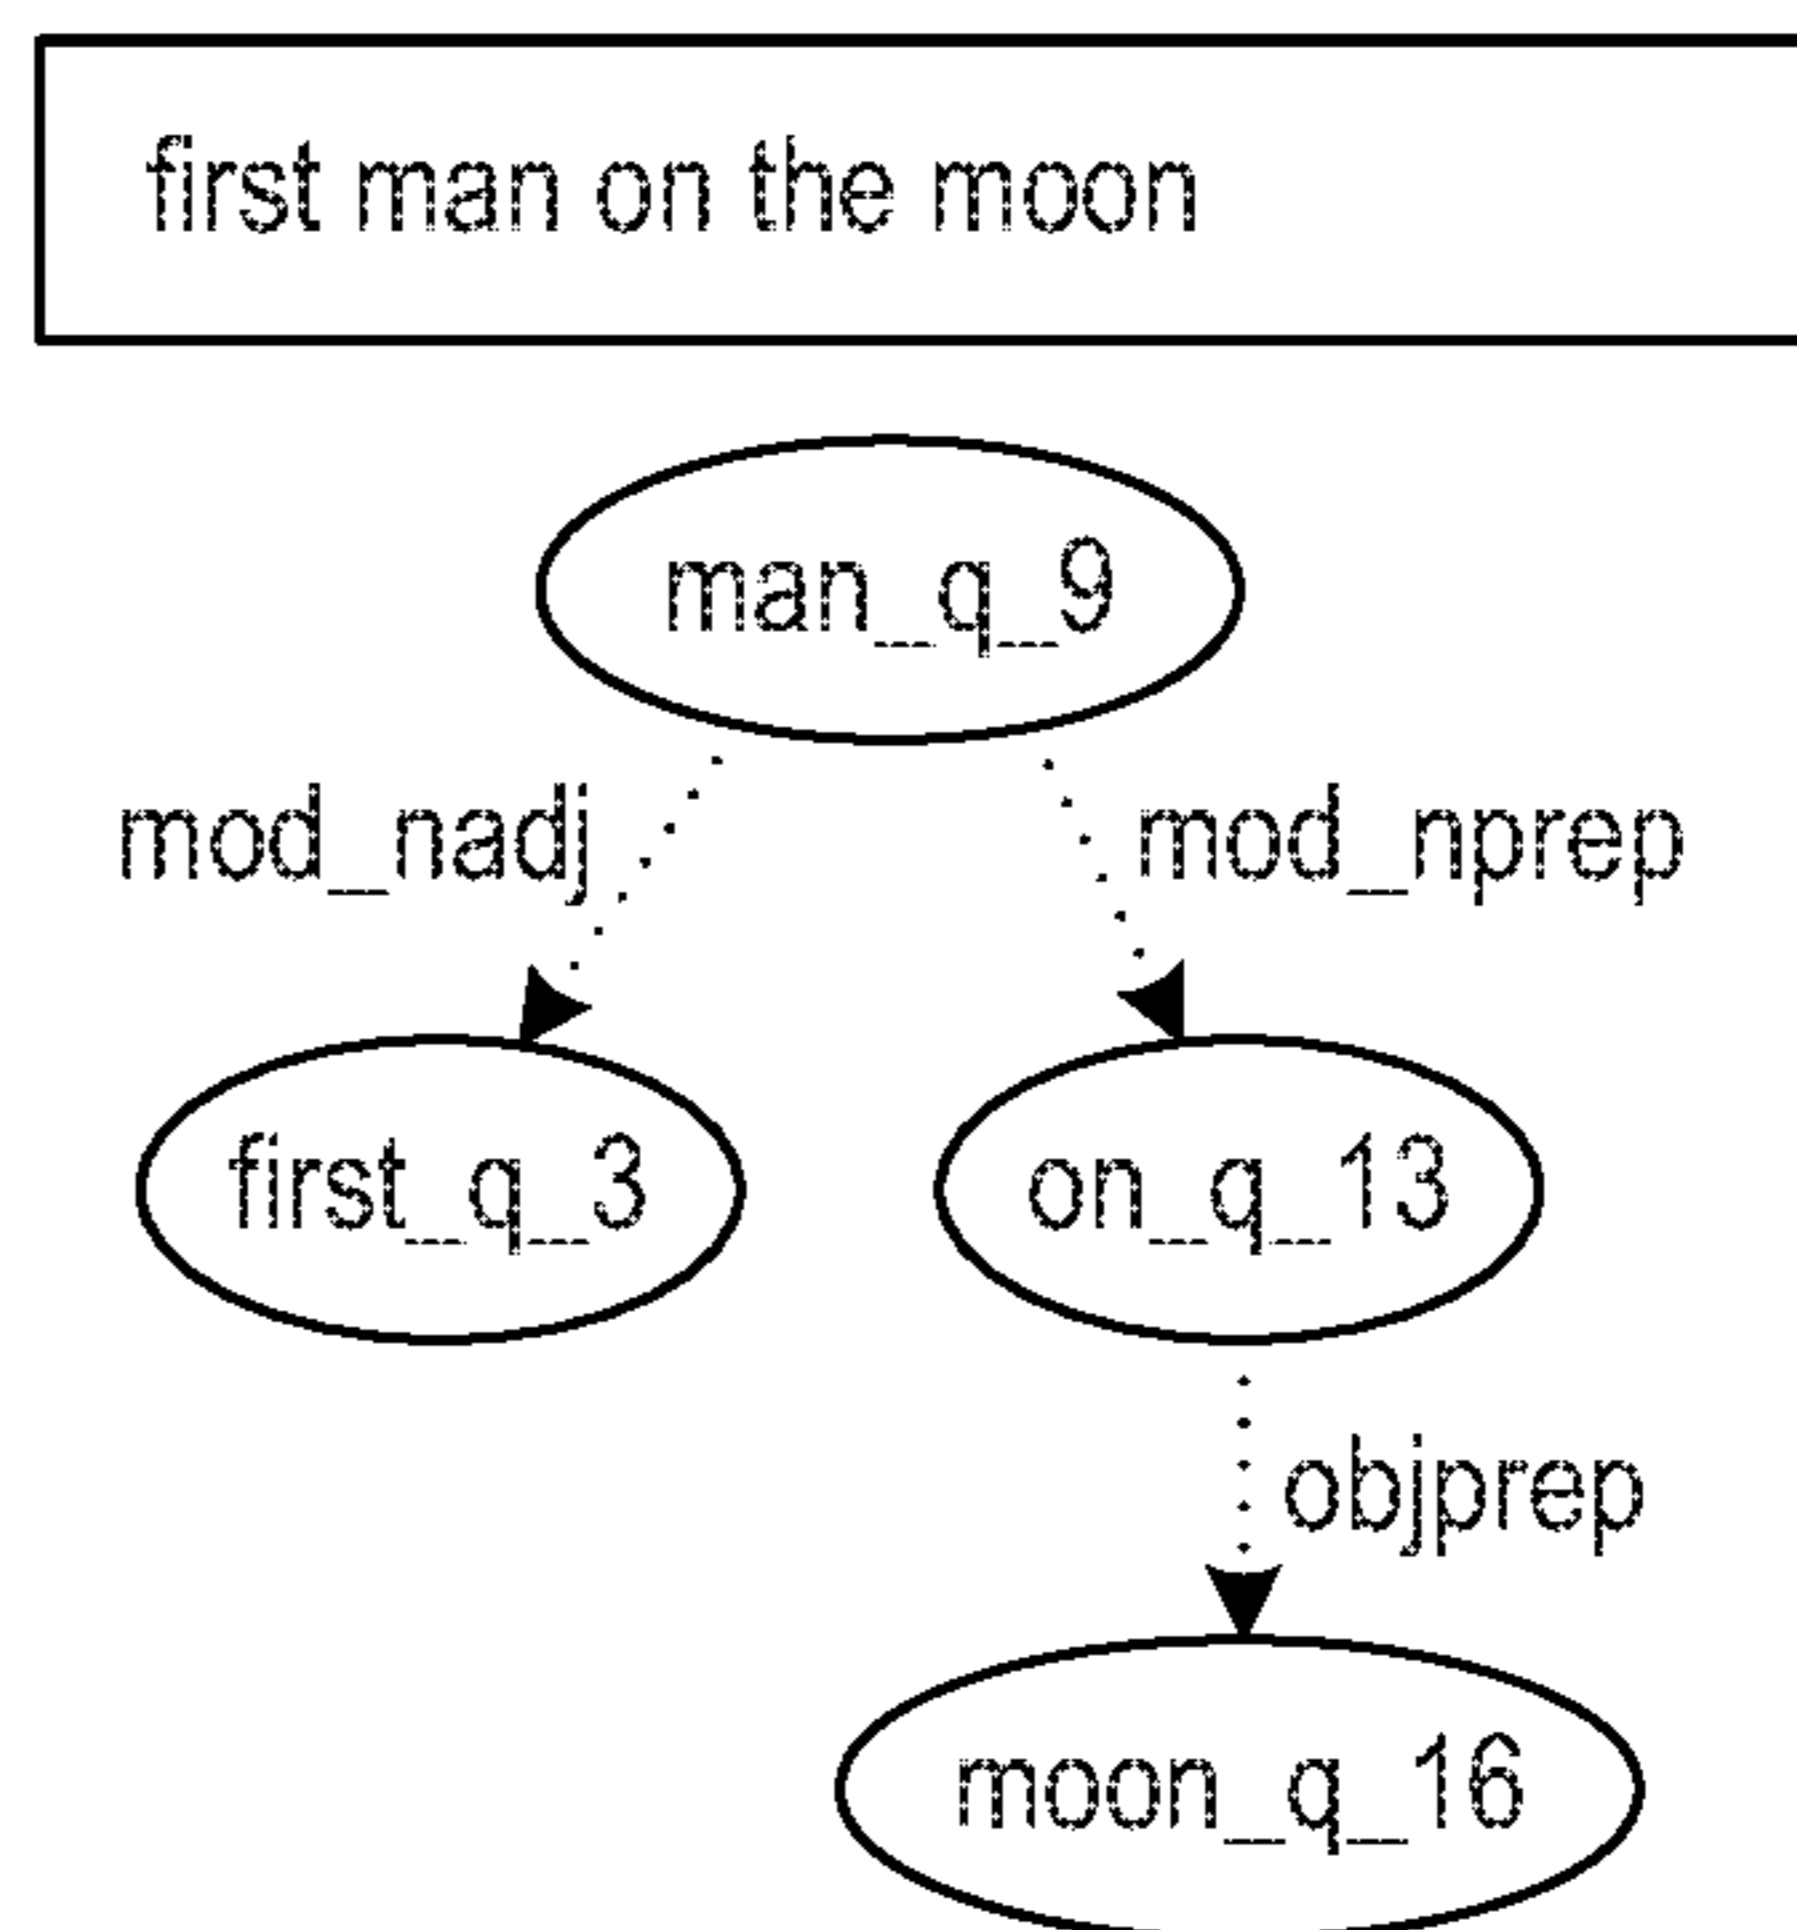 first man on the moon
man_q_9
mod_nadj mod_nprep
first_q_3 on_q_13
objprep
moon_q_16